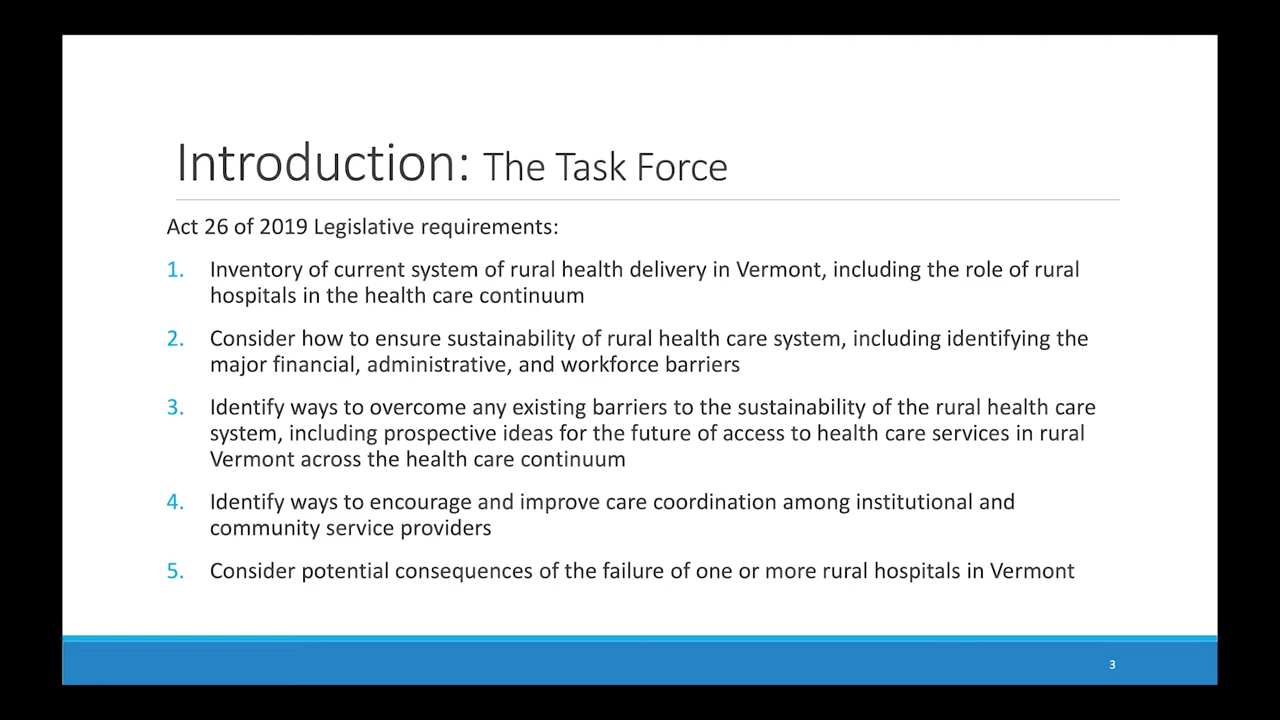 Introduction: The Task Force
Act 26 of 2019 Legislative requirements:
1. Inventory of current system of rural health delivery in Vermont, including the role of rural
hospitals in the health care continuum
2. Consider how to ensure sustainability of rural health care system, including identifying the
major financial, administrative, and workforce barriers
3. Identify ways to overcome any existing barriers to the sustainability of the rural health care
system, including prospective ideas for the future of access to health care services in rural
Vermont across the health care continuum
4. Identify ways to encourage and improve care coordination among institutional and
community service providers
5. Consider potential consequences of the failure of one or more rural hospitals in Vermont
3